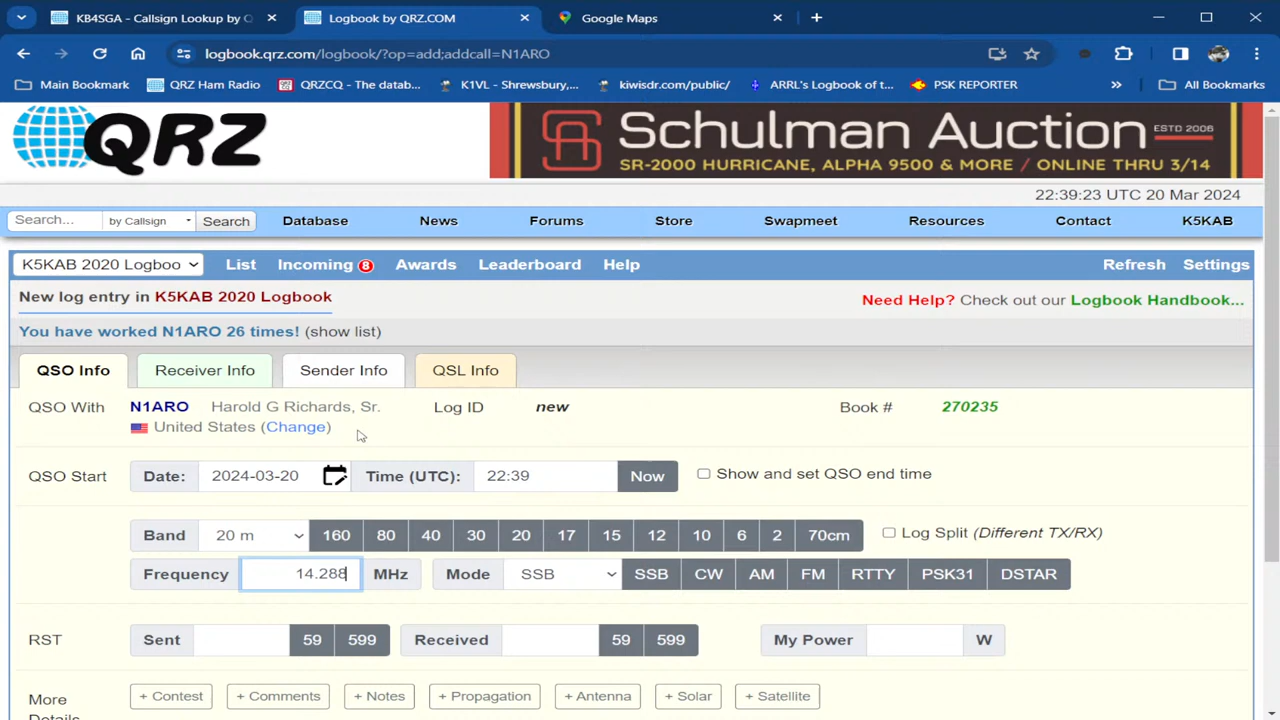 KB4SGA - Callsign Lookup by Q
Logbook by QRZ.COM
Google Maps
logbook.qrz.com/logbook/?op=add;addcall=N1ARO
Main Bookmark
QRZ Ham Radio
QRZCQ - The datab...
K1VL - Shrewsbury,...
kiwisdr.com/public/
ARRL's Logbook of t...
PSK REPORTER
All Bookmarks
QRZ
SA Schulman Auction ESTD 2006
SR-2000 HURRICANE, ALPHA 9500 & MORE / ONLINE THRU 3/14
22:39:23 UTC 20 Mar 2024
Search... by Callsign Search Database News Forums Store Swapmeet Resources Contact K5KAB
K5KAB 2020 Logboo List Incoming 8 Awards Leaderboard Help Refresh Settings
New log entry in K5KAB 2020 Logbook Need Help? Check out our Logbook Handbook...
You have worked N1ARO 26 times! (show list)
QSO Info Receiver Info Sender Info QSL Info
QSO With N1ARO Harold G Richards, Sr. Log ID new Book # 270235
United States (Change)
QSO Start Date: 2024-03-20 Time (UTC): 22:39 Now Show and set QSO end time
Band 20 m 160 80 40 30 20 17 15 12 10 6 2 70cm Log Split (Different TX/RX)
Frequency 14.288 MHz Mode SSB SSB CW AM FM RTTY PSK31 DSTAR
RST Sent 59 599 Received 59 599 My Power W
More + Contest + Comments + Notes + Propagation + Antenna + Solar + Satellite
Details